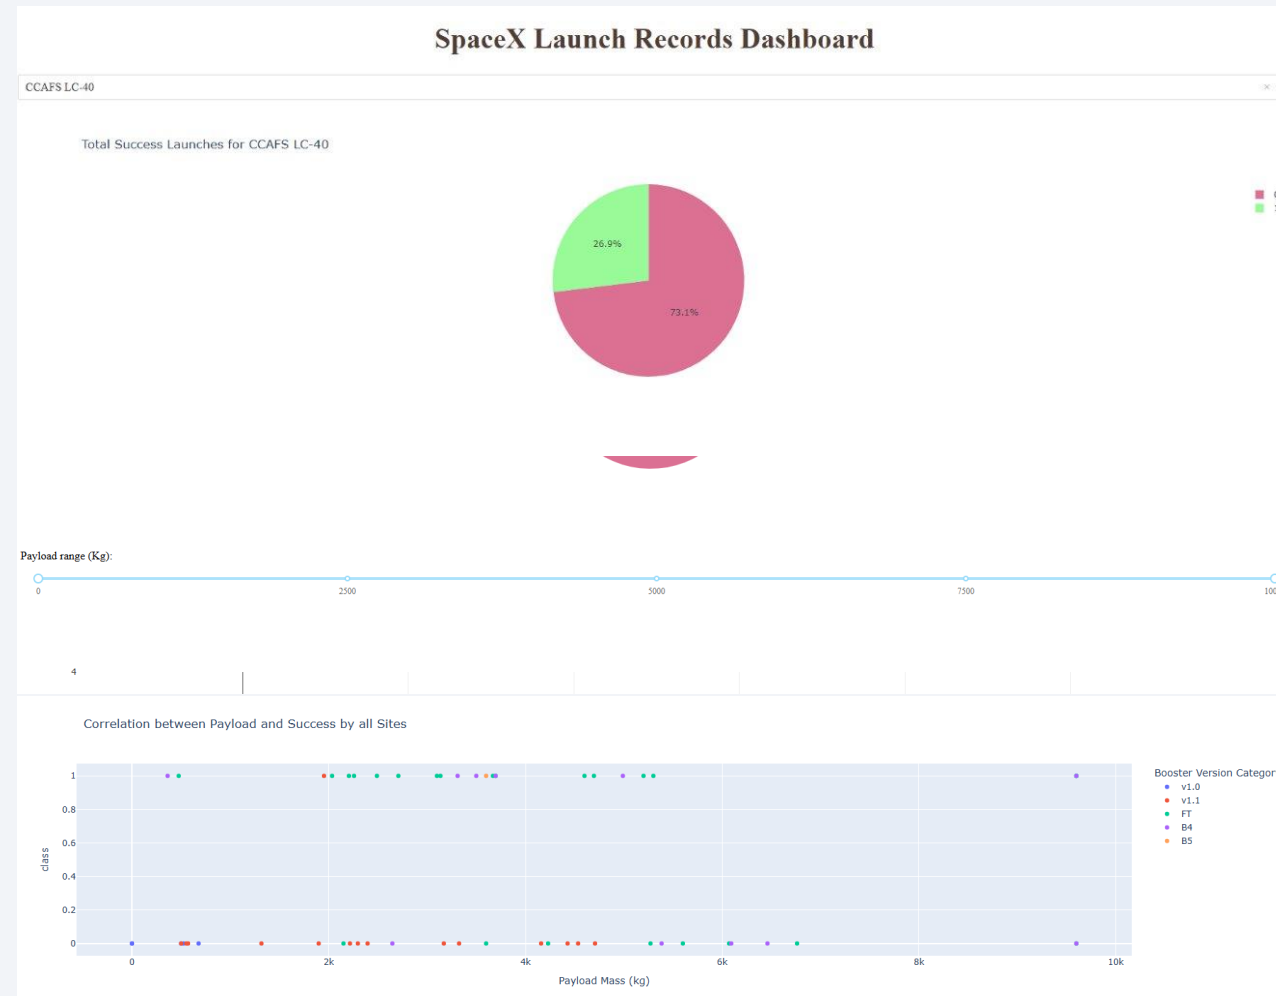 SpaceX Launch Records Dashboard
CCAFS LC-40
×
Total Success Launches for CCAFS LC-40
26.9%
73.1%
Payload range (Kg):
0 2500 5000 7500
4
Correlation between Payload and Success by all Sites
1
0.8
0.6
0.4
0.2
0
class
0 2k 4k 6k 8k 10k
Payload Mass (kg)
Booster Version Categor
v1.0
v1.1
FT
B4
B5